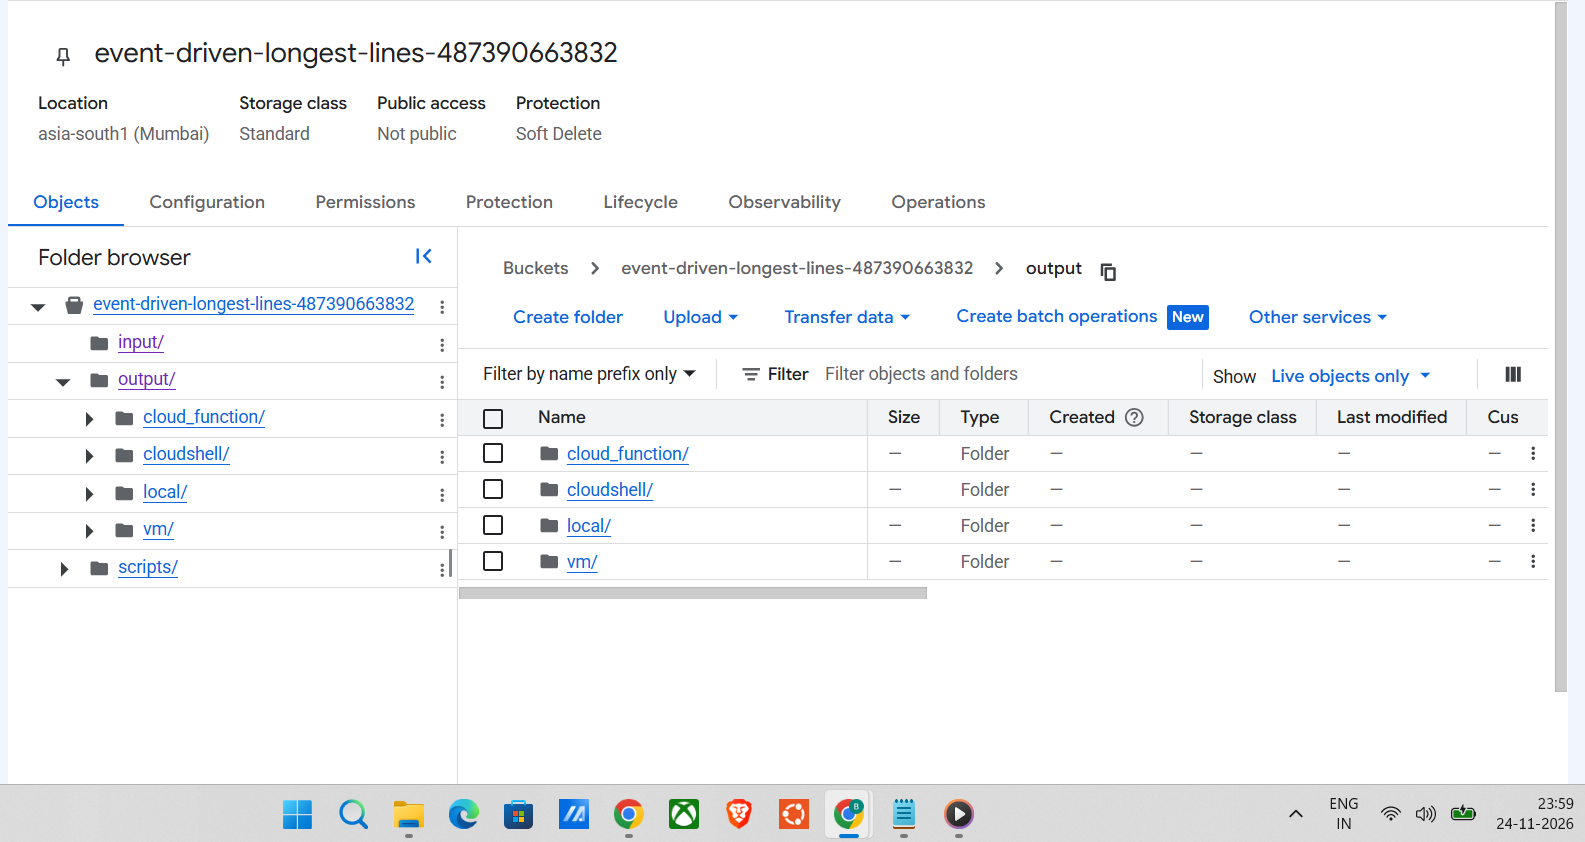 event-driven-longest-lines-487390663832
Location Storage class Public access Protection
asia-south1 (Mumbai) Standard Not public Soft Delete
Objects Configuration Permissions Protection Lifecycle Observability Operations
Folder browser
event-driven-longest-lines-487390663832
input/
output/
cloud_function/
cloudshell/
local/
vm/
scripts/
Buckets > event-driven-longest-lines-487390663832 > output
Create folder Upload Transfer data Create batch operations New Other services
Filter by name prefix only Filter Filter objects and folders Show Live objects only
Name Size Type Created ? Storage class Last modified Cus
cloud_function/ — Folder — — — —
cloudshell/ — Folder — — — —
local/ — Folder — — — —
vm/ — Folder — — — —
B
ENG
IN
23:59
24-11-2026